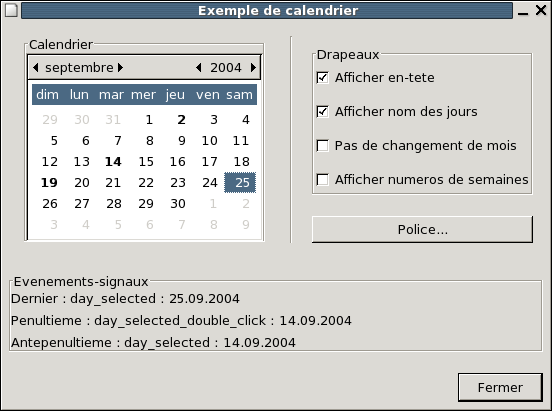 Exemple de calendrier
Calendrier
septembre 2004
dim lun mar mer jeu ven sam
29 30 31 1 2 3 4
5 6 7 8 9 10 11
12 13 14 15 16 17 18
19 20 21 22 23 24 25
26 27 28 29 30 1 2
3 4 5 6 7 8 9
Drapeaux
Afficher en-tete
Afficher nom des jours
Pas de changement de mois
Afficher numeros de semaines
Police...
Evenements-signaux
Dernier : day_selected : 25.09.2004
Penultieme : day_selected_double_click : 14.09.2004
Antepenultieme : day_selected : 14.09.2004
Fermer